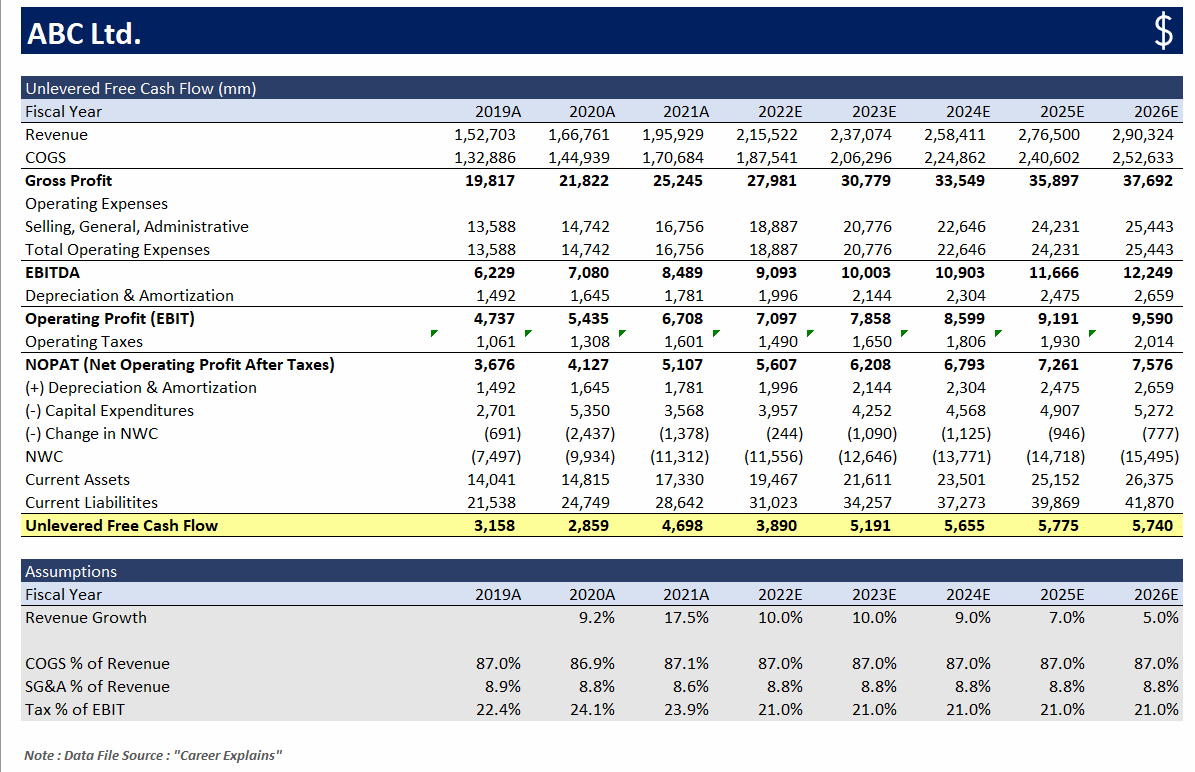 ABC Ltd. $
Unlevered Free Cash Flow (mm)
Fiscal Year 2019A 2020A 2021A 2022E 2023E 2024E 2025E 2026E
Revenue 1,52,703 1,66,761 1,95,929 2,15,522 2,37,074 2,58,411 2,76,500 2,90,324
COGS 1,32,886 1,44,939 1,70,684 1,87,541 2,06,296 2,24,862 2,40,602 2,52,633
Gross Profit 19,817 21,822 25,245 27,981 30,779 33,549 35,897 37,692
Operating Expenses
Selling, General, Administrative 13,588 14,742 16,756 18,887 20,776 22,646 24,231 25,443
Total Operating Expenses 13,588 14,742 16,756 18,887 20,776 22,646 24,231 25,443
EBITDA 6,229 7,080 8,489 9,093 10,003 10,903 11,666 12,249
Depreciation & Amortization 1,492 1,645 1,781 1,996 2,144 2,304 2,475 2,659
Operating Profit (EBIT) 4,737 5,435 6,708 7,097 7,858 8,599 9,191 9,590
Operating Taxes 1,061 1,308 1,601 1,490 1,650 1,806 1,930 2,014
NOPAT (Net Operating Profit After Taxes) 3,676 4,127 5,107 5,607 6,208 6,793 7,261 7,576
(+) Depreciation & Amortization 1,492 1,645 1,781 1,996 2,144 2,304 2,475 2,659
(-) Capital Expenditures 2,701 5,350 3,568 3,957 4,252 4,568 4,907 5,272
(-) Change in NWC (691) (2,437) (1,378) (244) (1,090) (1,125) (946) (777)
NWC (7,497) (9,934) (11,312) (11,556) (12,646) (13,771) (14,718) (15,495)
Current Assets 14,041 14,815 17,330 19,467 21,611 23,501 25,152 26,375
Current Liabilitites 21,538 24,749 28,642 31,023 34,257 37,273 39,869 41,870
Unlevered Free Cash Flow 3,158 2,859 4,698 3,890 5,191 5,655 5,775 5,740
Assumptions
Fiscal Year 2019A 2020A 2021A 2022E 2023E 2024E 2025E 2026E
Revenue Growth 9.2% 17.5% 10.0% 10.0% 9.0% 7.0% 5.0%
COGS % of Revenue 87.0% 86.9% 87.1% 87.0% 87.0% 87.0% 87.0% 87.0%
SG&A % of Revenue 8.9% 8.8% 8.6% 8.8% 8.8% 8.8% 8.8% 8.8%
Tax % of EBIT 22.4% 24.1% 23.9% 21.0% 21.0% 21.0% 21.0% 21.0%
Note : Data File Source : "Career Explains"